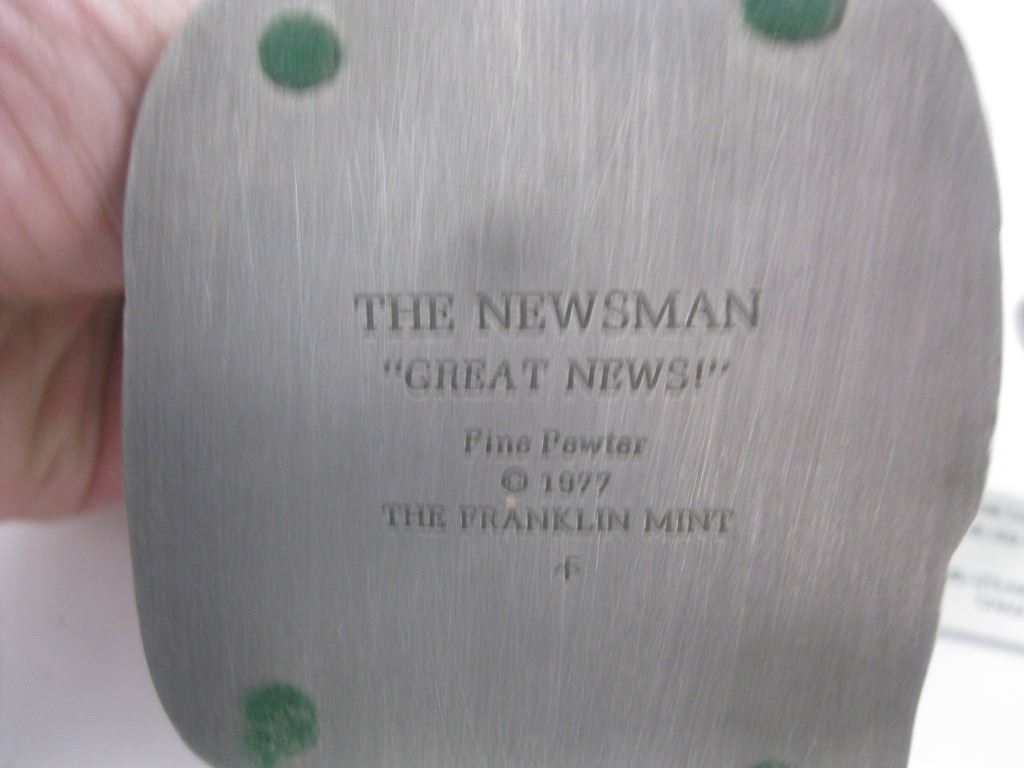 THE NEWSMAN
"GREAT NEWS!"
Fine Pewter
© 1977
THE FRANKLIN MINT